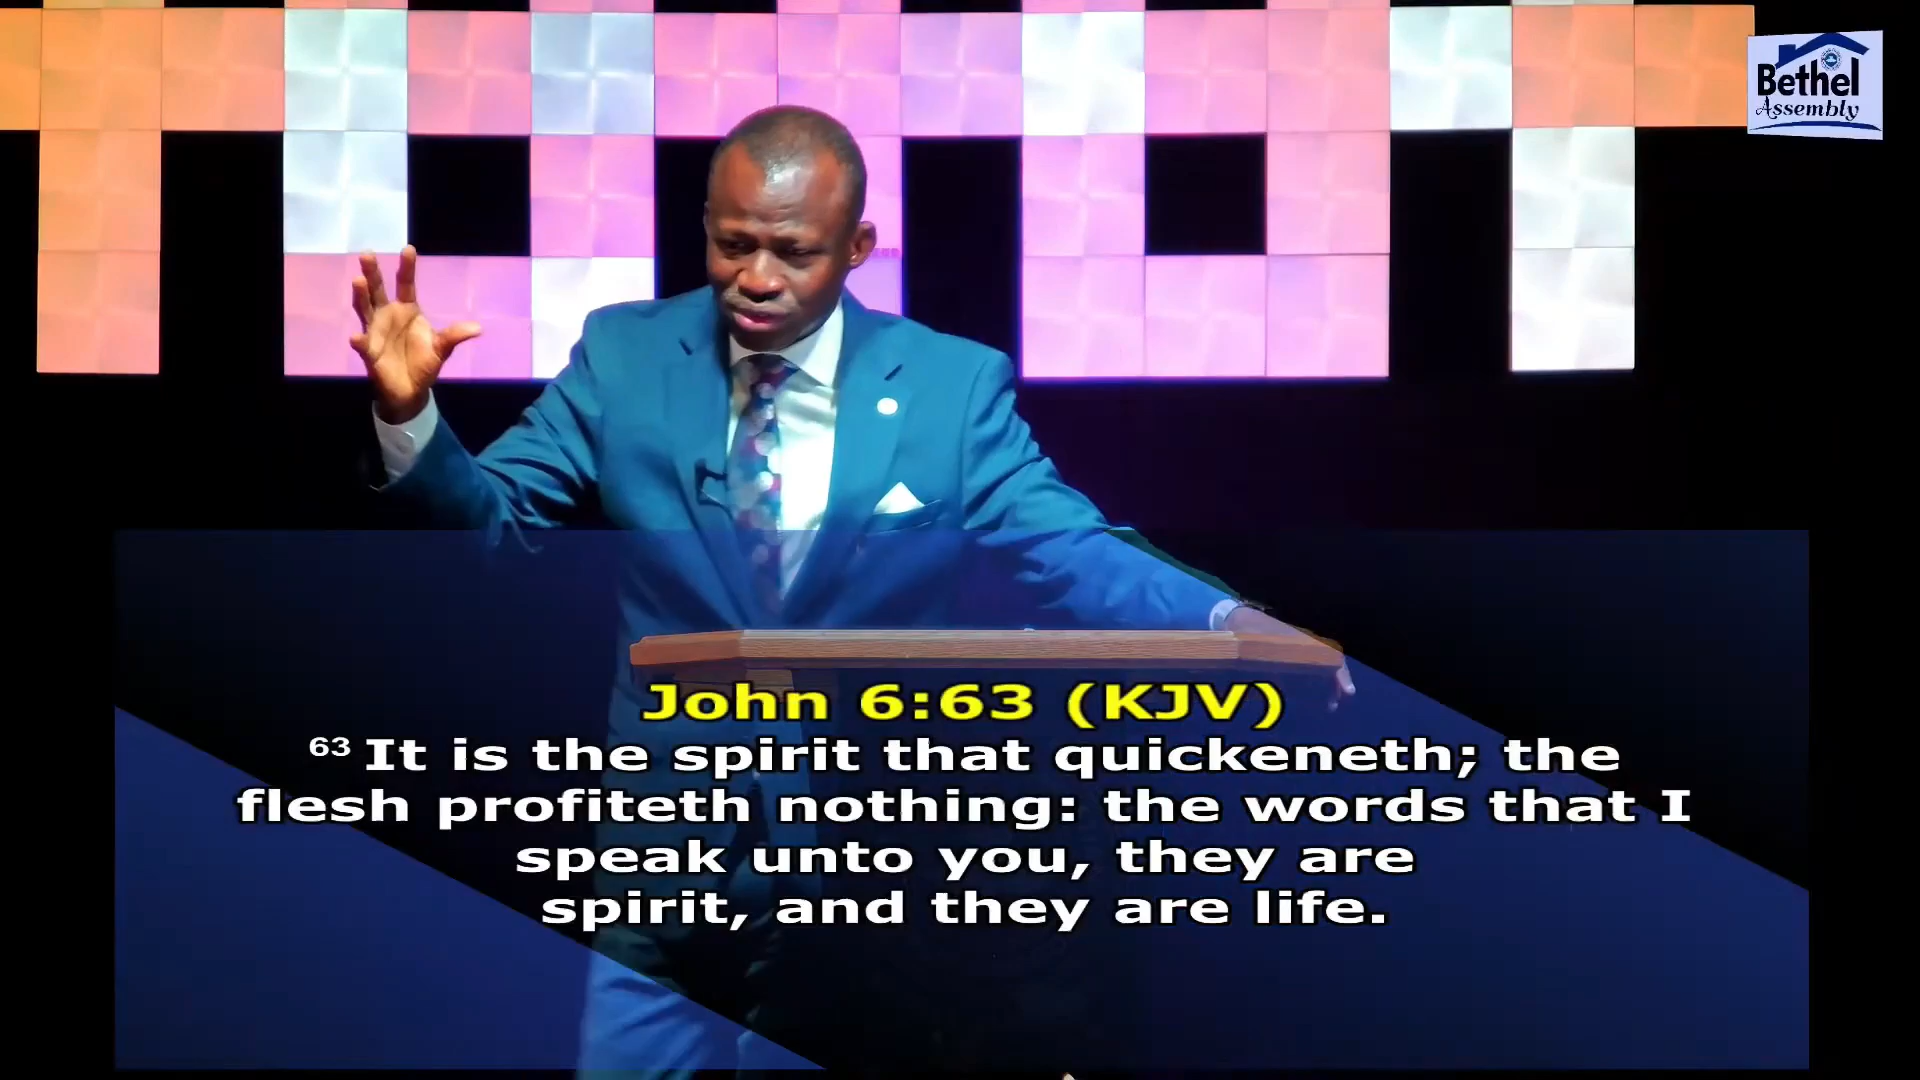 Bethel
Assembly
John 6:63 (KJV)
63 It is the spirit that quickeneth; the
flesh profiteth nothing: the words that I
speak unto you, they are
spirit, and they are life.